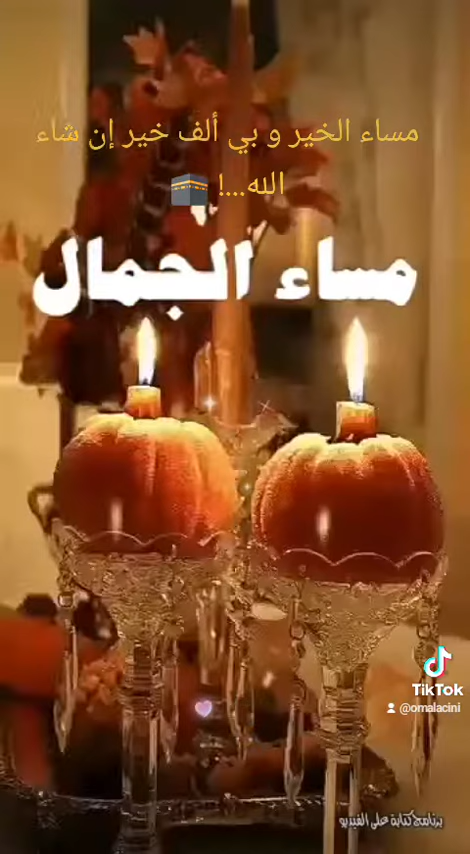 مساء الخير و بي ألف خير إن شاء
الله...! 🕋
مساء الجمال
TikTok
@omalacini
برنامج كتابة على الفيديو